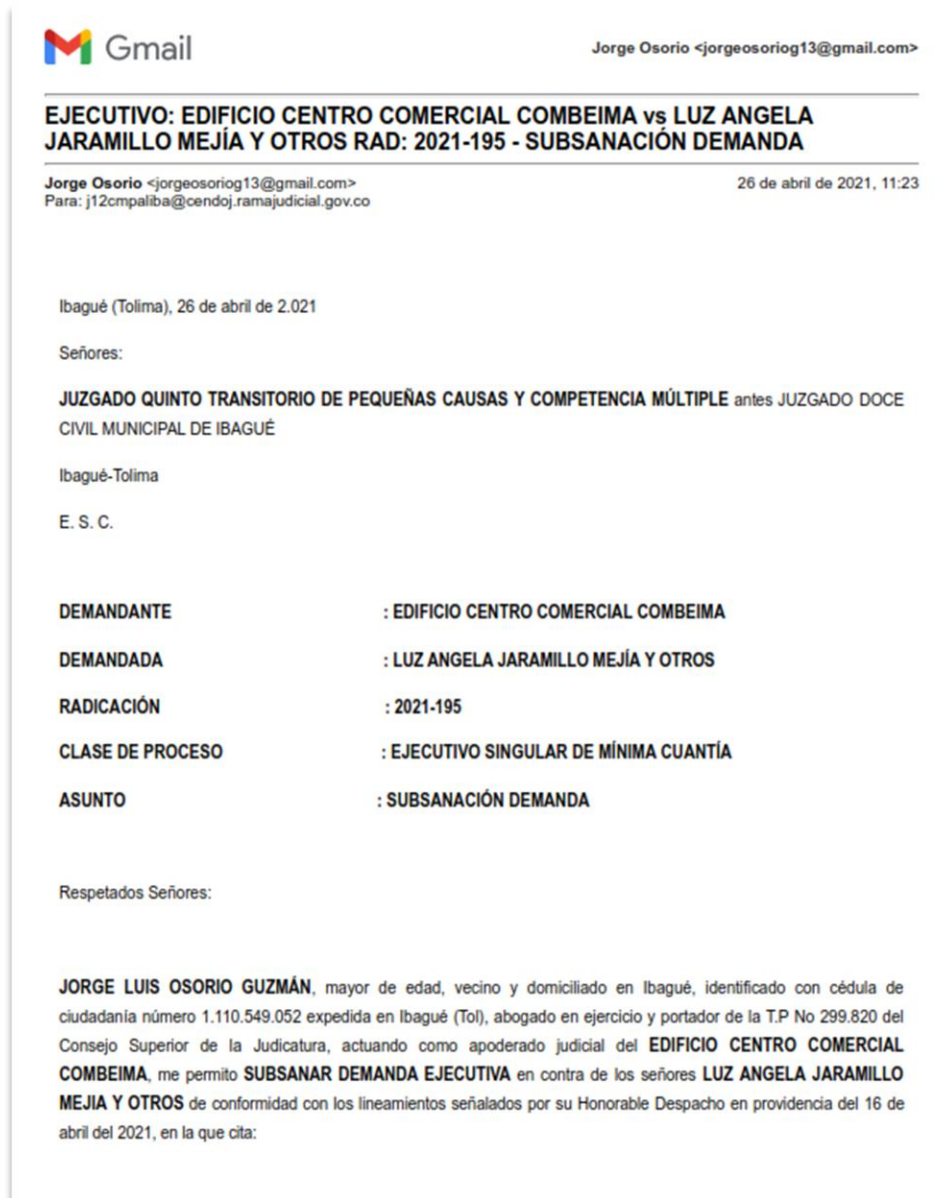 Gmail
Jorge Osorio <jorgeosoriog13@gmail.com>
EJECUTIVO: EDIFICIO CENTRO COMERCIAL COMBEIMA vs LUZ ANGELA
JARAMILLO MEJÍA Y OTROS RAD: 2021-195 - SUBSANACIÓN DEMANDA
Jorge Osorio <jorgeosoriog13@gmail.com>
26 de abril de 2021, 11:23
Para: j12cmpaliba@cendoj.ramajudicial.gov.co
Ibagué (Tolima), 26 de abril de 2.021
Señores:
JUZGADO QUINTO TRANSITORIO DE PEQUEÑAS CAUSAS Y COMPETENCIA MÚLTIPLE antes JUZGADO DOCE
CIVIL MUNICIPAL DE IBAGUÉ
Ibagué-Tolima
E. S. C.
DEMANDANTE : EDIFICIO CENTRO COMERCIAL COMBEIMA
DEMANDADA : LUZ ANGELA JARAMILLO MEJÍA Y OTROS
RADICACIÓN : 2021-195
CLASE DE PROCESO : EJECUTIVO SINGULAR DE MÍNIMA CUANTÍA
ASUNTO : SUBSANACIÓN DEMANDA
Respetados Señores:
JORGE LUIS OSORIO GUZMÁN, mayor de edad, vecino y domiciliado en Ibagué, identificado con cédula de
ciudadanía número 1.110.549.052 expedida en Ibagué (Tol), abogado en ejercicio y portador de la T.P No 299.820 del
Consejo Superior de la Judicatura, actuando como apoderado judicial del EDIFICIO CENTRO COMERCIAL
COMBEIMA, me permito SUBSANAR DEMANDA EJECUTIVA en contra de los señores LUZ ANGELA JARAMILLO
MEJIA Y OTROS de conformidad con los lineamientos señalados por su Honorable Despacho en providencia del 16 de
abril del 2021, en la que cita: